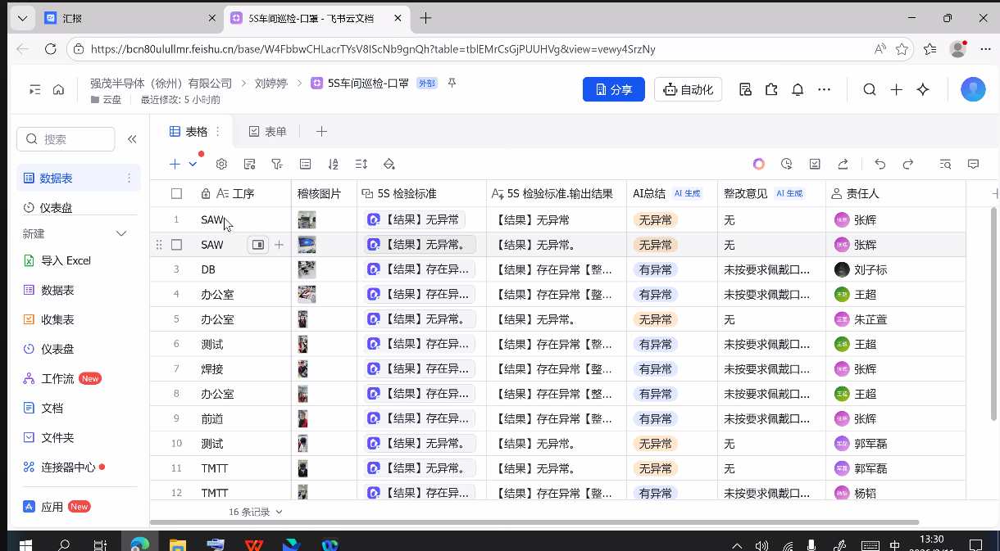 汇报
5S车间巡检-口罩 - 飞书云文档
https://bcn80ulullmr.feishu.cn/base/W4FbbwCHLacrTYsV8IScNb9gnQh?table=tblEMrCsGjPUUHVg&view=vewy4SrzNy
强茂半导体（徐州）有限公司 > 刘婷婷 > 5S车间巡检-口罩 外部
云盘 最近修改: 5 小时前
分享 自动化
搜索
表格 表单
数据表
仪表盘
新建
导入 Excel
数据表
收集表
仪表盘
工作流 New
文档
文件夹
连接器中心
应用 New
工序 稽核图片 5S 检验标准 5S 检验标准.输出结果 AI总结 AI 生成 整改意见 AI 生成 责任人
1 SAW 【结果】无异常 【结果】无异常 无异常 无 张辉 张辉
SAW 【结果】无异常。 【结果】无异常。 无异常 无 张辉 张辉
3 DB 【结果】存在异... 【结果】存在异常【整... 有异常 未按要求佩戴口... 刘子标
4 办公室 【结果】存在异... 【结果】存在异常【整... 有异常 未按要求佩戴口... 王超 王超
5 办公室 【结果】无异常。 【结果】无异常。 无异常 无 芷萱 朱芷萱
6 测试 【结果】存在异... 【结果】存在异常【整... 有异常 未按要求佩戴口... 王超 王超
7 焊接 【结果】存在异... 【结果】存在异常【整... 有异常 未按要求佩戴口... 张辉 张辉
8 办公室 【结果】存在异... 【结果】存在异常【整... 有异常 未按要求佩戴口... 王超 王超
9 前道 【结果】存在异... 【结果】存在异常【整... 有异常 未按要求佩戴口... 张辉 张辉
10 测试 【结果】无异常。 【结果】无异常。 无异常 无 军磊 郭军磊
11 TMTT 【结果】无异常。 【结果】无异常。 无异常 无 军磊 郭军磊
12 TMTT 【结果】存在异... 【结果】存在异常【整... 有异常 未按要求佩戴口... 杨韬 杨韬
16 条记录
中 13:30